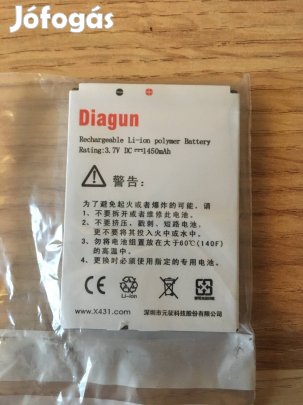 Jófogás
Diagun
Rechargeable Li-ion polymer Battery
Rating:3.7V DC⎓1450mAh
警告:
为了避免起火或者爆炸的可能, 请
1、不要拆开或者维修此电池。
2、不要挤压, 戳刺、短路电池,
更不要将其投入火中或水中。
3、勿将电池组置放在大于60℃(140F)
的高温中。
4、更换时必须使用指定的专用电池。
Li-ion
www.X431.com
深圳市元征科技股份有限公司